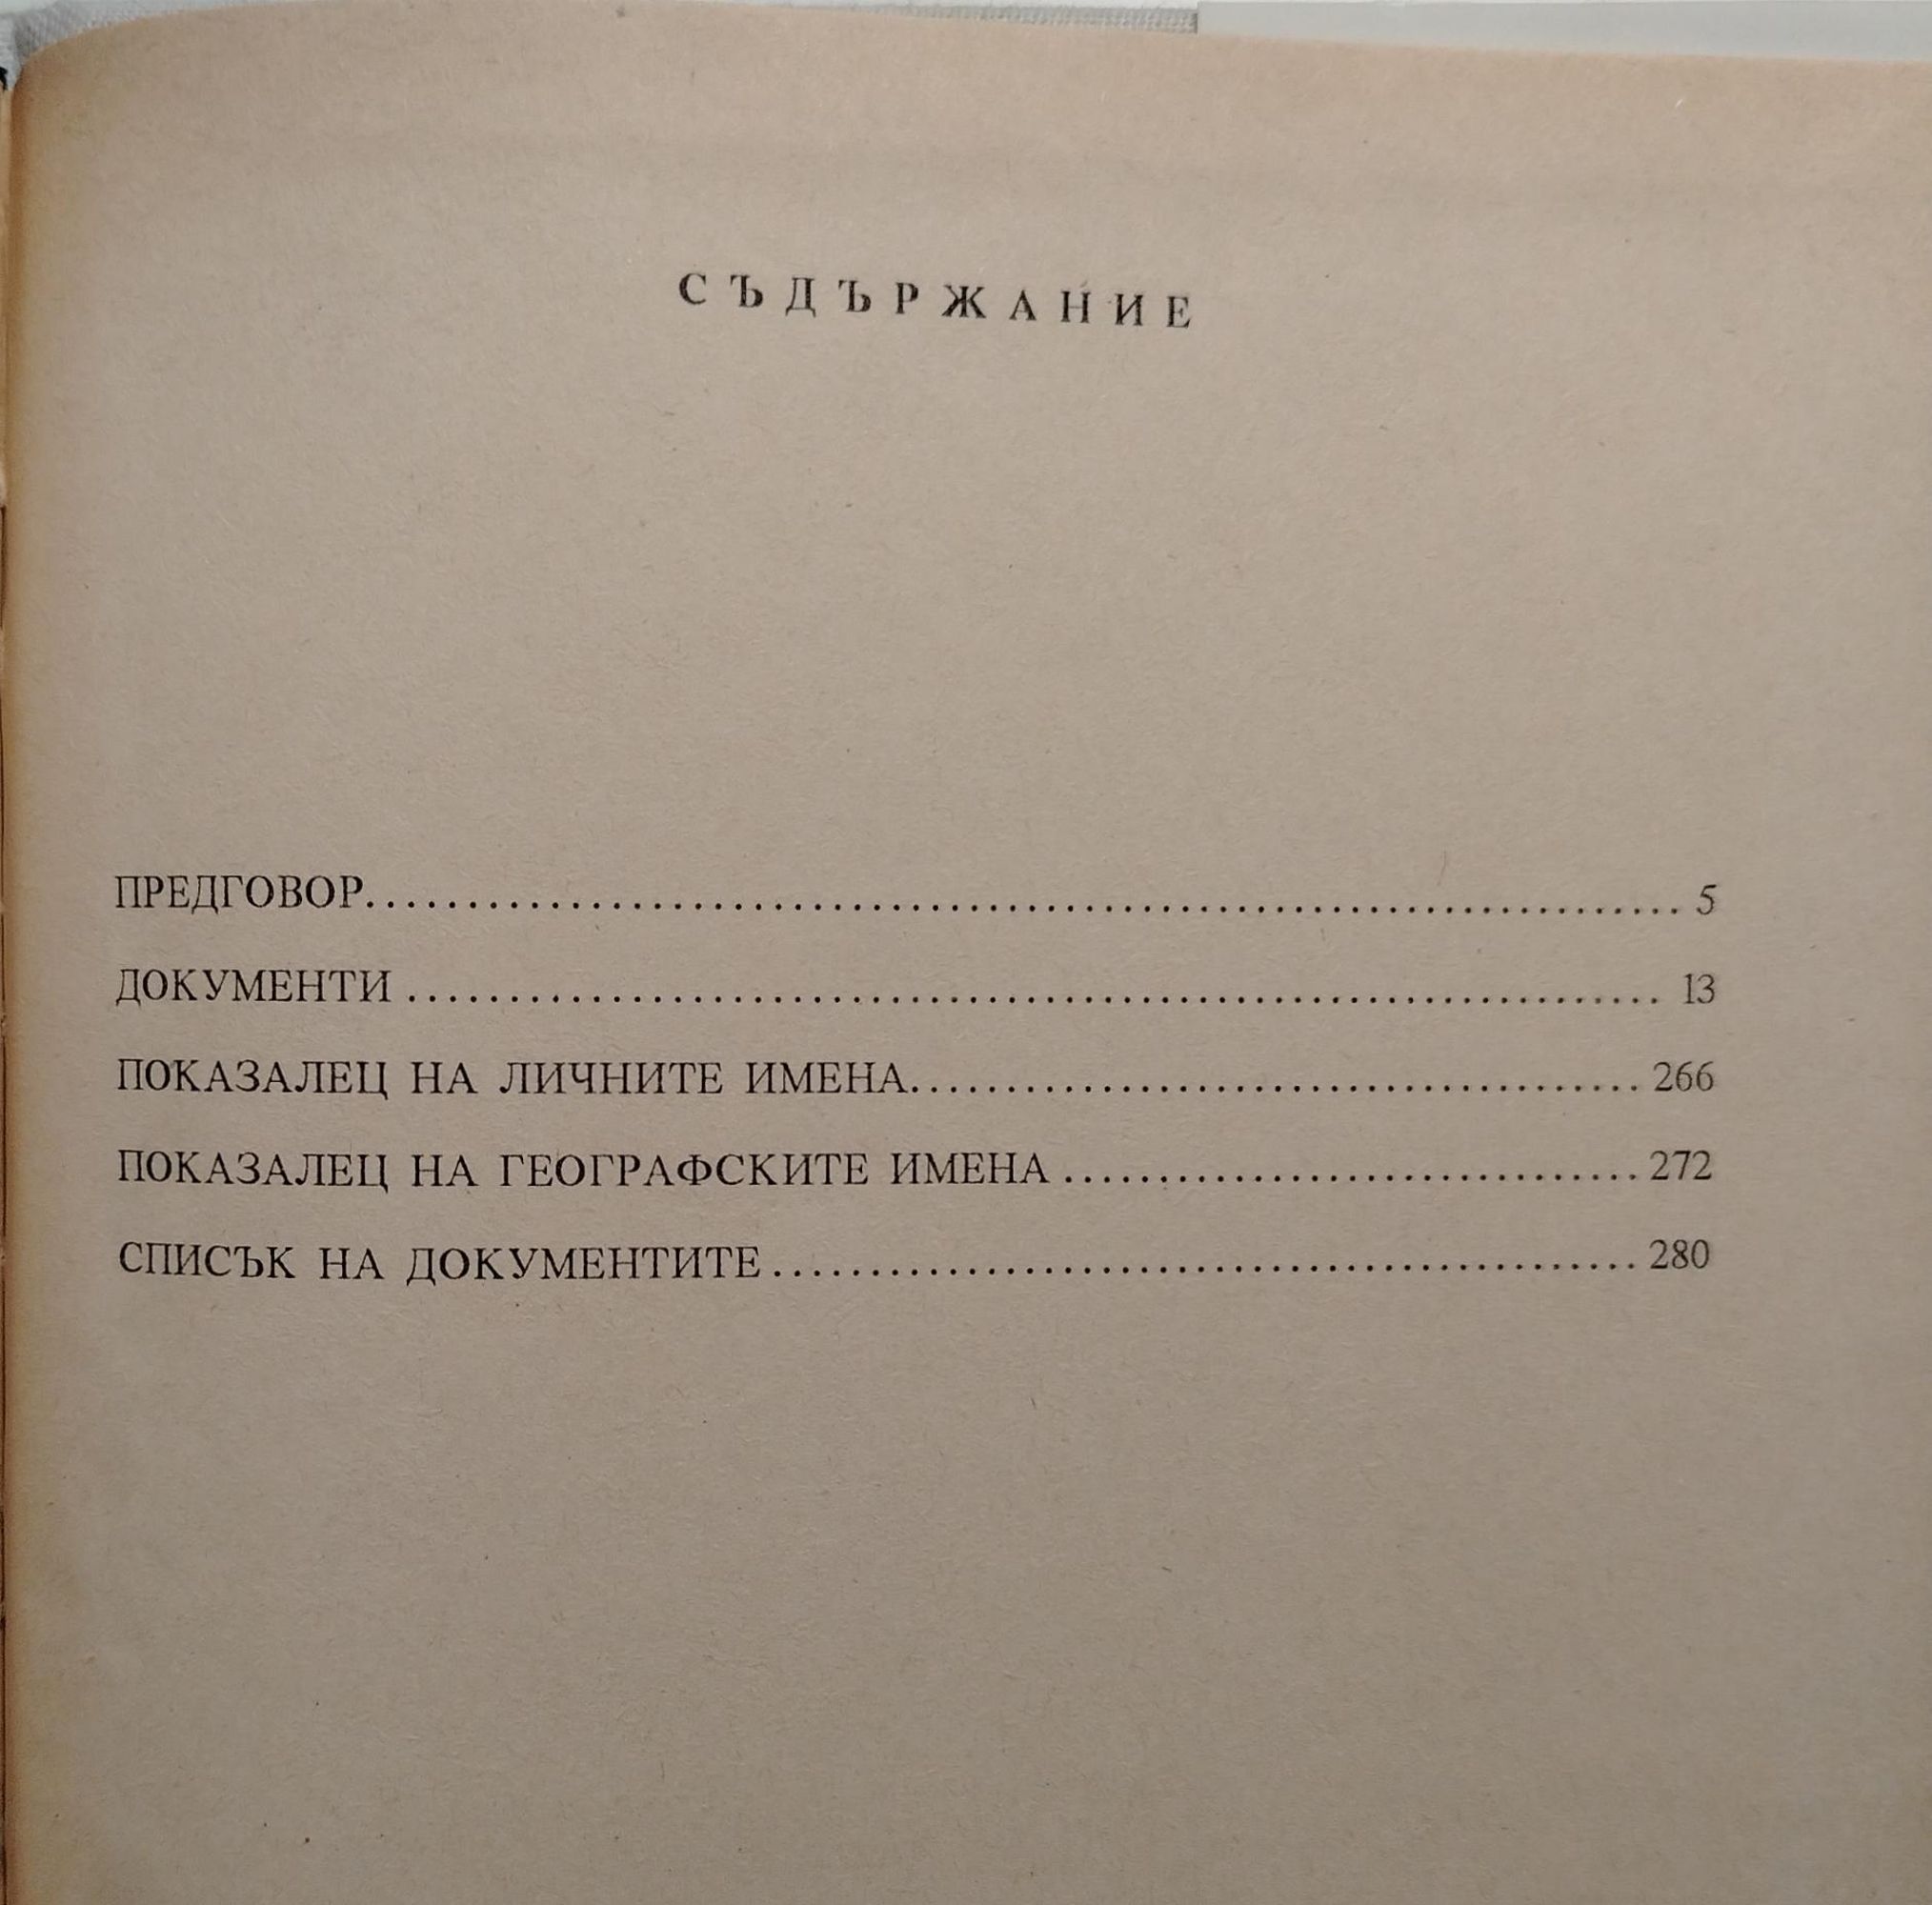 СЪДЪРЖАНИЕ
ПРЕДГОВОР.......................................................... 5
ДОКУМЕНТИ .......................................................... 13
ПОКАЗАЛЕЦ НА ЛИЧНИТЕ ИМЕНА.................................. 266
ПОКАЗАЛЕЦ НА ГЕОГРАФСКИТЕ ИМЕНА .......................... 272
СПИСЪК НА ДОКУМЕНТИТЕ........................................ 280